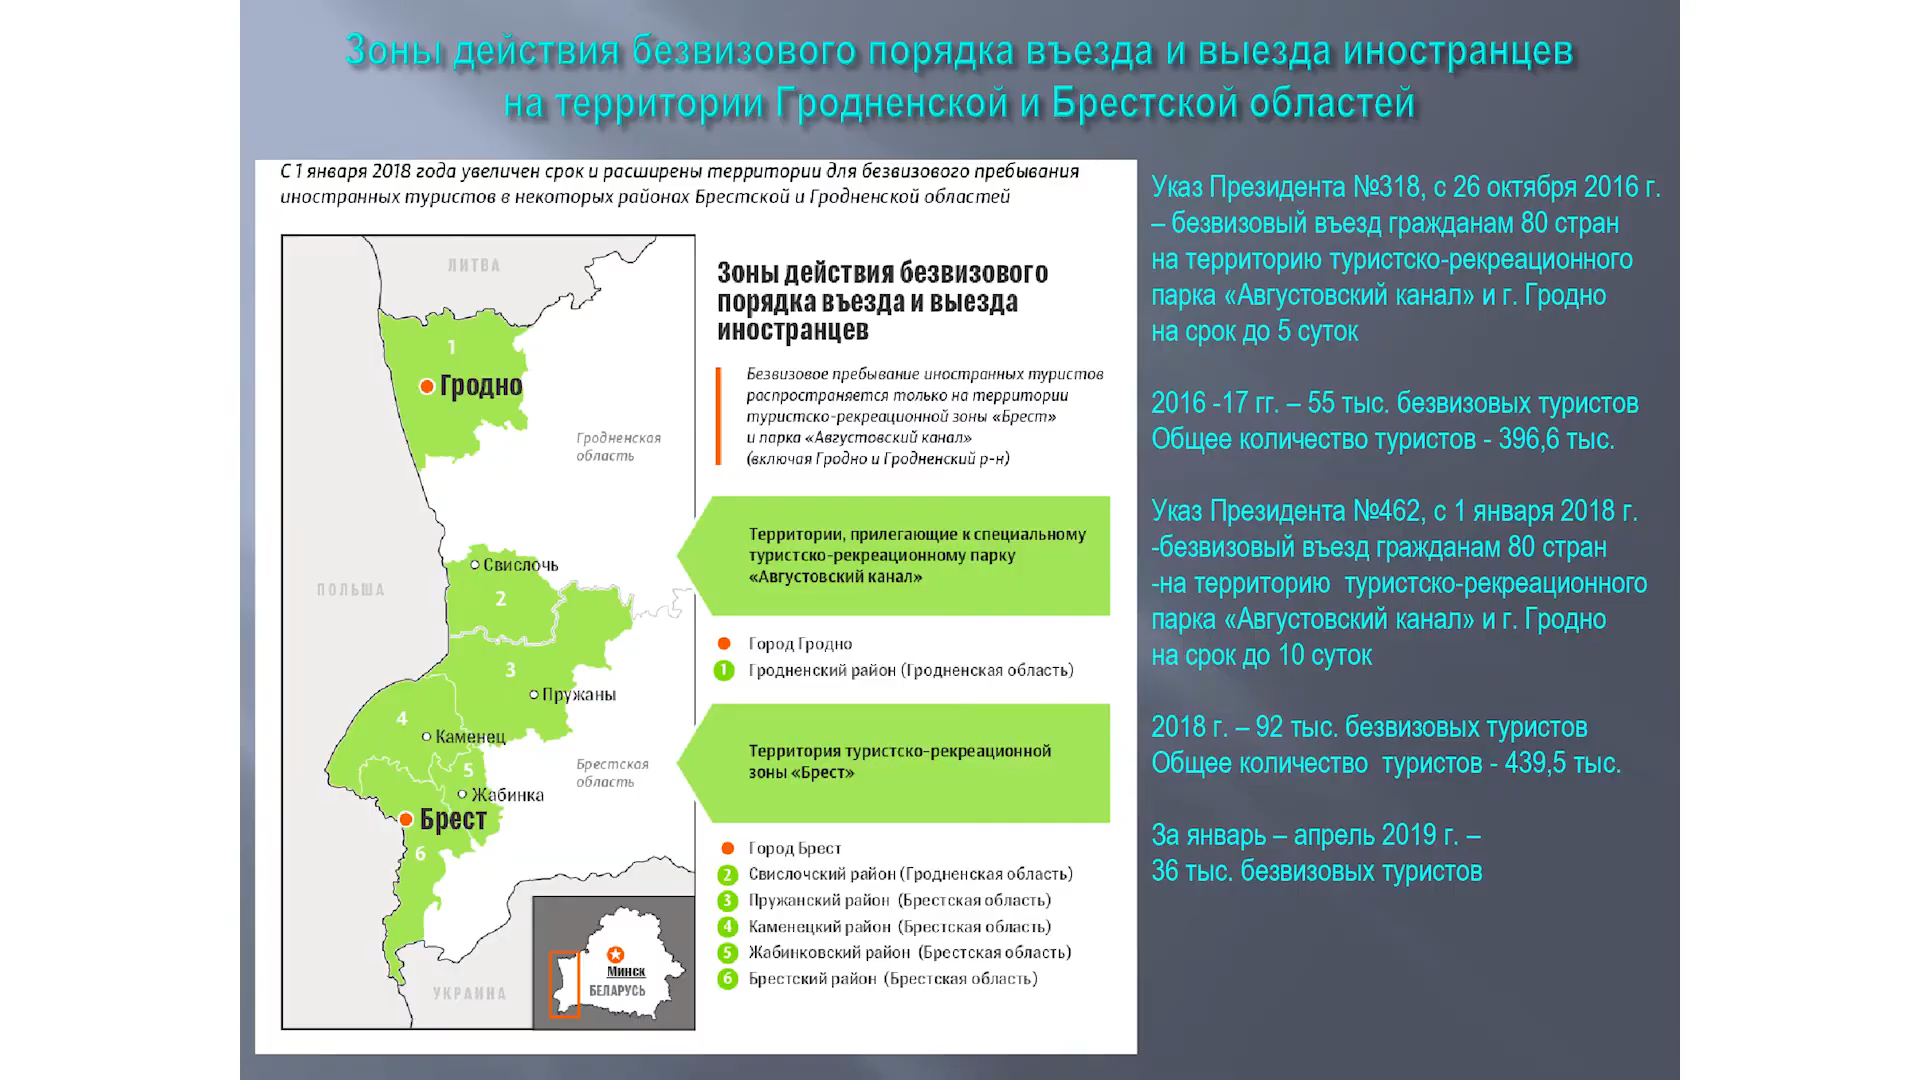 Зоны действия безвизового порядка въезда и выезда иностранцев
на территории Гродненской и Брестской областей
С 1 января 2018 года увеличен срок и расширены территории для безвизового пребывания
иностранных туристов в некоторых районах Брестской и Гродненской областей
ЛИТВА
1
Гродно
Гродненская
область
ПОЛЬША
Свислочь
2
3
Пружаны
4
Каменец
5
Жабинка
Брестская
область
Брест
6
УКРАИНА
Минск
БЕЛАРУСЬ
Зоны действия безвизового
порядка въезда и выезда
иностранцев
Безвизовое пребывание иностранных туристов
распространяется только на территории
туристско-рекреационной зоны «Брест»
и парка «Августовский канал»
(включая Гродно и Гродненский р-н)
Территории, прилегающие к специальному
туристско-рекреационному парку
«Августовский канал»
Город Гродно
1 Гродненский район (Гродненская область)
Территория туристско-рекреационной
зоны «Брест»
Город Брест
2 Свислочский район (Гродненская область)
3 Пружанский район (Брестская область)
4 Каменецкий район (Брестская область)
5 Жабинковский район (Брестская область)
6 Брестский район (Брестская область)
Указ Президента №318, с 26 октября 2016 г.
– безвизовый въезд гражданам 80 стран
на территорию туристско-рекреационного
парка «Августовский канал» и г. Гродно
на срок до 5 суток
2016 -17 гг. – 55 тыс. безвизовых туристов
Общее количество туристов - 396,6 тыс.
Указ Президента №462, с 1 января 2018 г.
-безвизовый въезд гражданам 80 стран
-на территорию туристско-рекреационного
парка «Августовский канал» и г. Гродно
на срок до 10 суток
2018 г. – 92 тыс. безвизовых туристов
Общее количество туристов - 439,5 тыс.
За январь – апрель 2019 г. –
36 тыс. безвизовых туристов